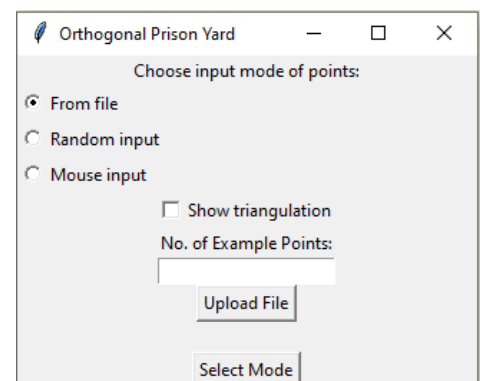 Orthogonal Prison Yard
Choose input mode of points:
From file
Random input
Mouse input
Show triangulation
No. of Example Points:
Upload File
Select Mode